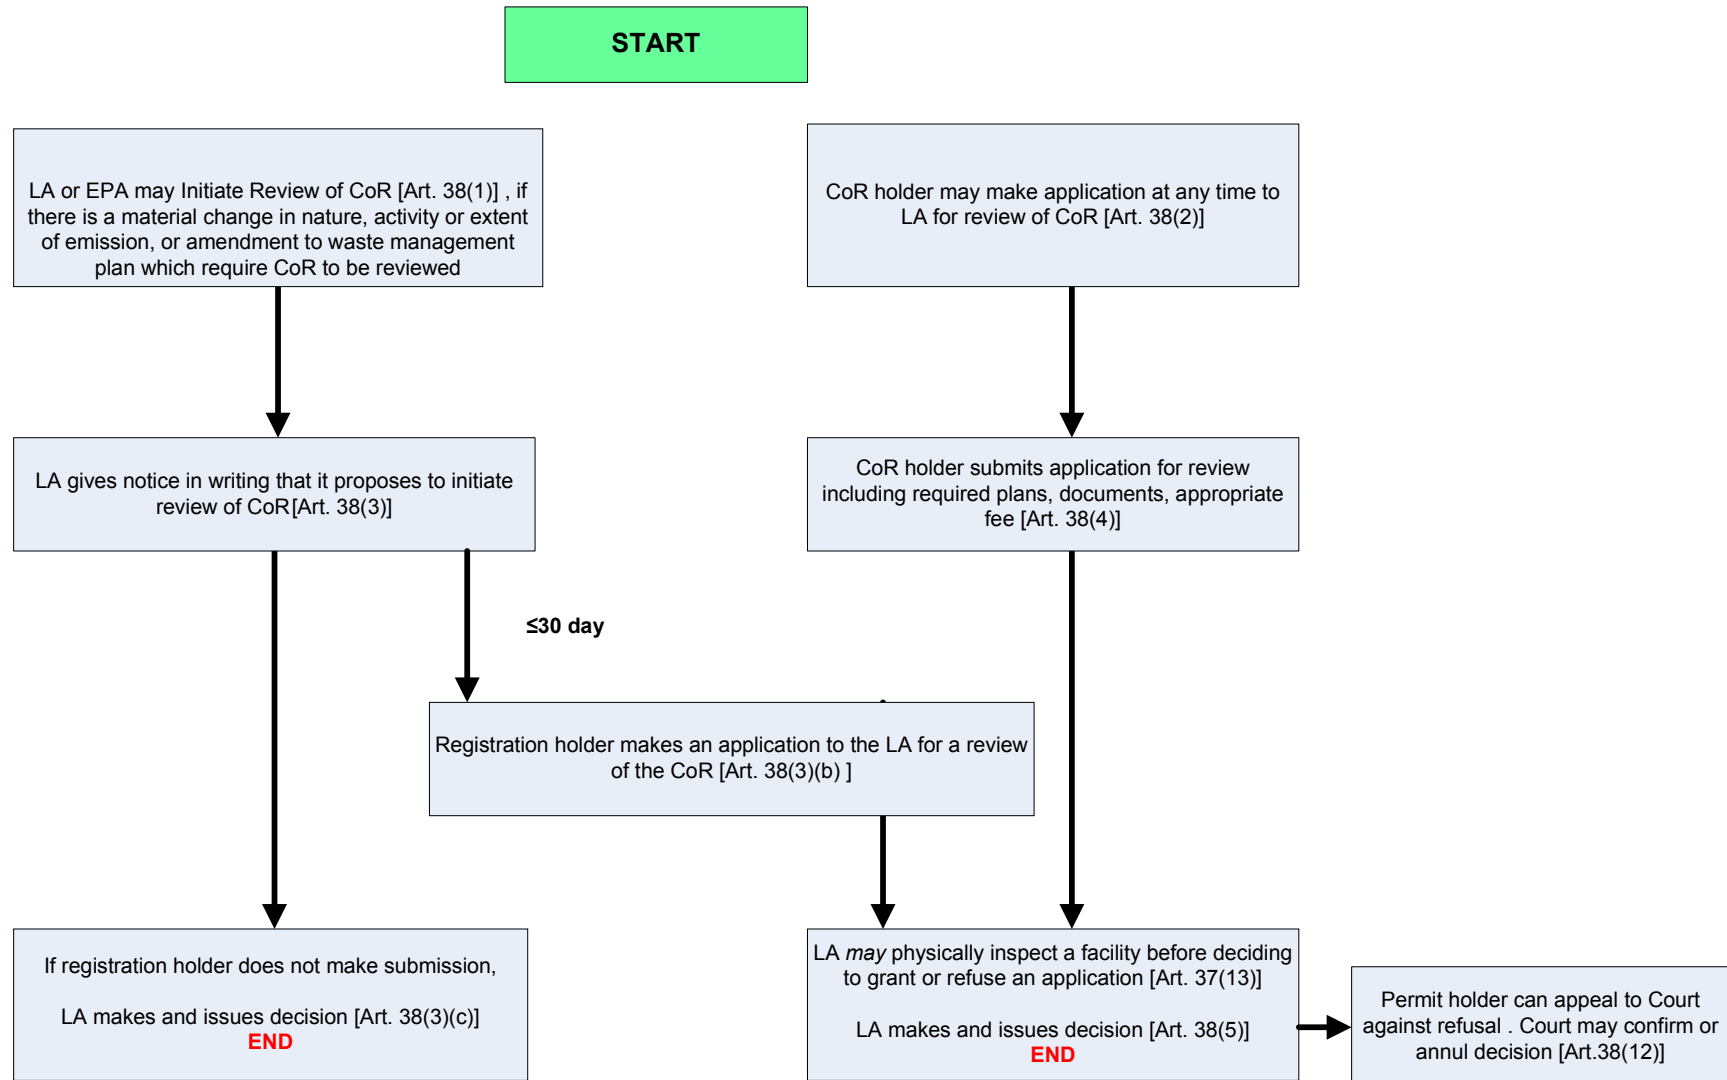 START
LA or EPA may Initiate Review of CoR [Art. 38(1)] , if
there is a material change in nature, activity or extent
of emission, or amendment to waste management
plan which require CoR to be reviewed
CoR holder may make application at any time to
LA for review of CoR [Art. 38(2)]
LA gives notice in writing that it proposes to initiate
review of CoR[Art. 38(3)]
CoR holder submits application for review
including required plans, documents, appropriate
fee [Art. 38(4)]
≤30 day
Registration holder makes an application to the LA for a review
of the CoR [Art. 38(3)(b) ]
If registration holder does not make submission,
LA makes and issues decision [Art. 38(3)(c)]
END
LA may physically inspect a facility before deciding
to grant or refuse an application [Art. 37(13)]
LA makes and issues decision [Art. 38(5)]
END
Permit holder can appeal to Court
against refusal . Court may confirm or
annul decision [Art.38(12)]